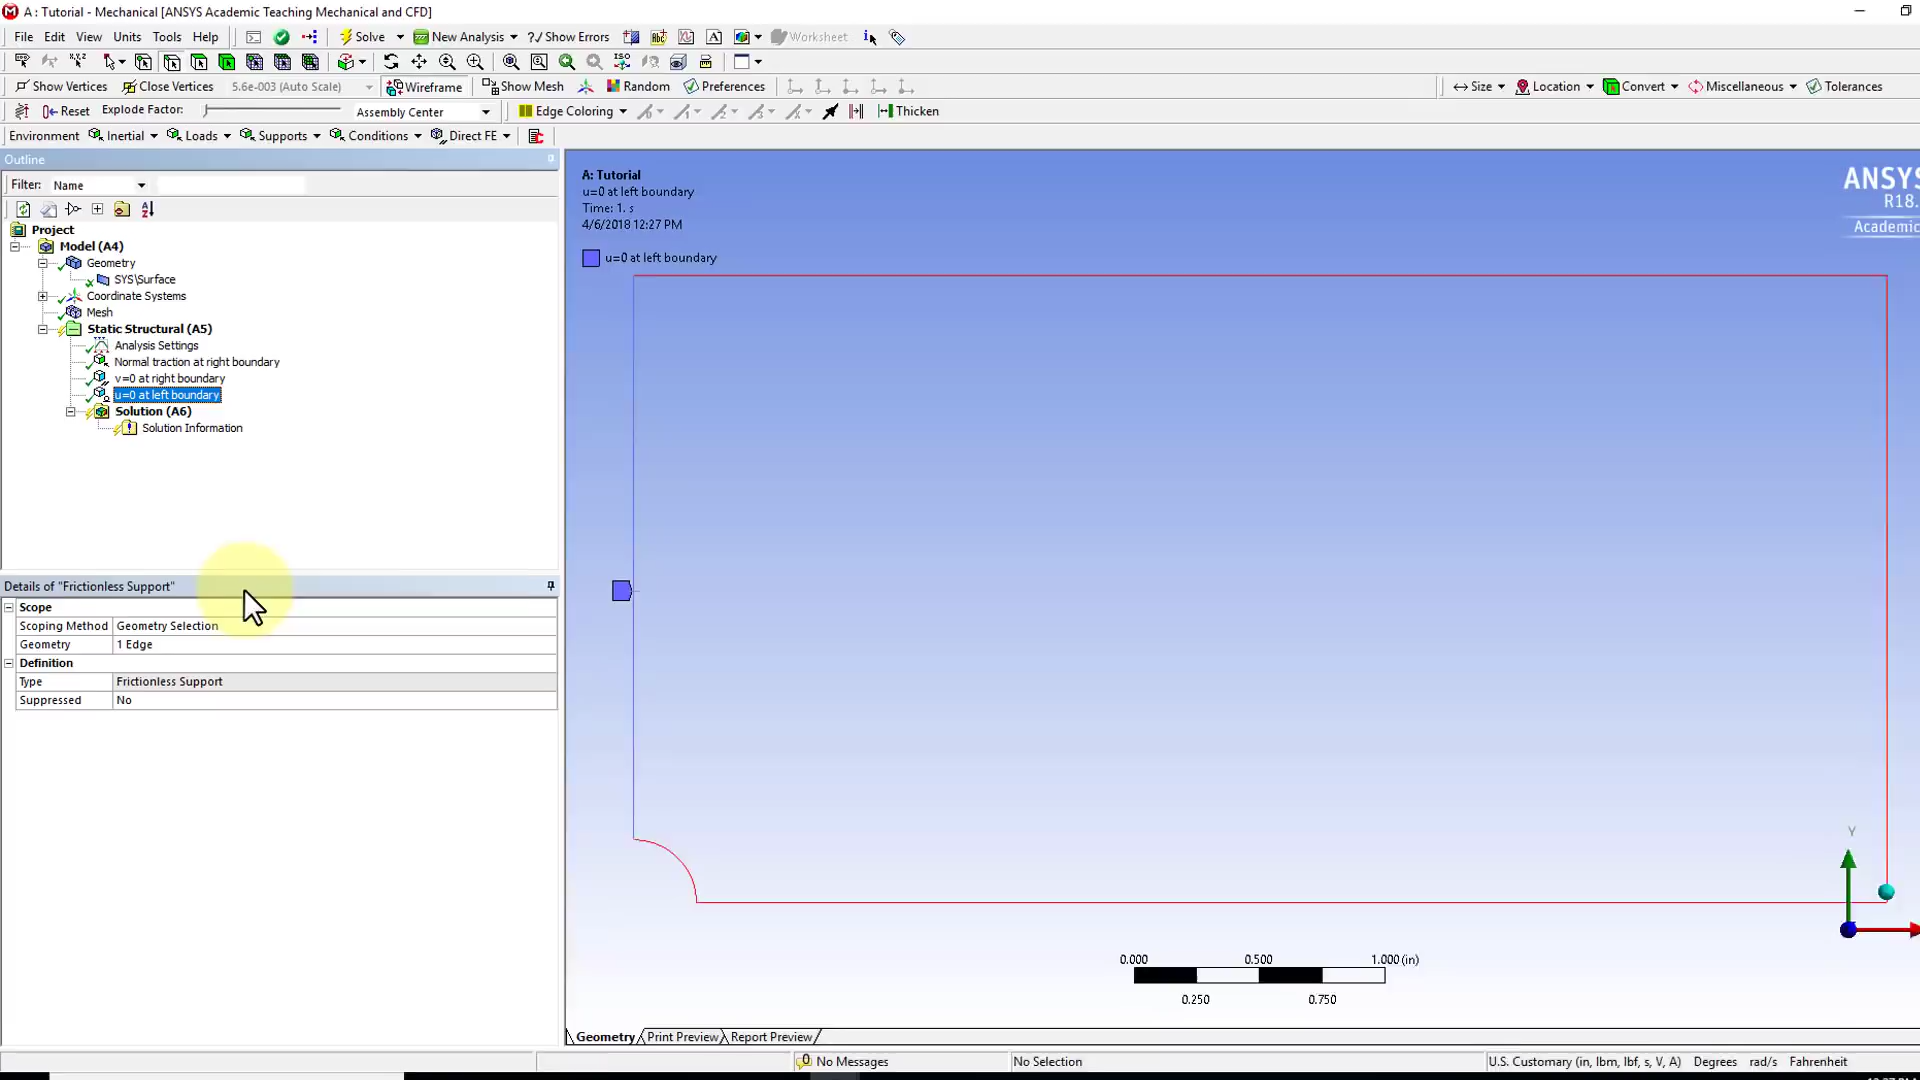 A : Tutorial - Mechanical [ANSYS Academic Teaching Mechanical and CFD]
File Edit View Units Tools Help Solve New Analysis ?/ Show Errors Worksheet
Show Vertices Close Vertices 5.6e-003 (Auto Scale) Wireframe Show Mesh Random Preferences Size Location Convert Miscellaneous Tolerances
Reset Explode Factor: Assembly Center Edge Coloring Thicken
Environment Inertial Loads Supports Conditions Direct FE
Outline
Filter: Name
Project
Model (A4)
Geometry
SYS\Surface
Coordinate Systems
Mesh
Static Structural (A5)
Analysis Settings
Normal traction at right boundary
v=0 at right boundary
u=0 at left boundary
Solution (A6)
Solution Information
Details of "Frictionless Support"
Scope
Scoping Method Geometry Selection
Geometry 1 Edge
Definition
Type Frictionless Support
Suppressed No
A: Tutorial
u=0 at left boundary
Time: 1. s
4/6/2018 12:27 PM
u=0 at left boundary
ANSYS
R18.
Academic
Y
0.000 0.500 1.000 (in)
0.250 0.750
Geometry Print Preview Report Preview
No Messages No Selection U.S. Customary (in, lbm, lbf, s, V, A) Degrees rad/s Fahrenheit